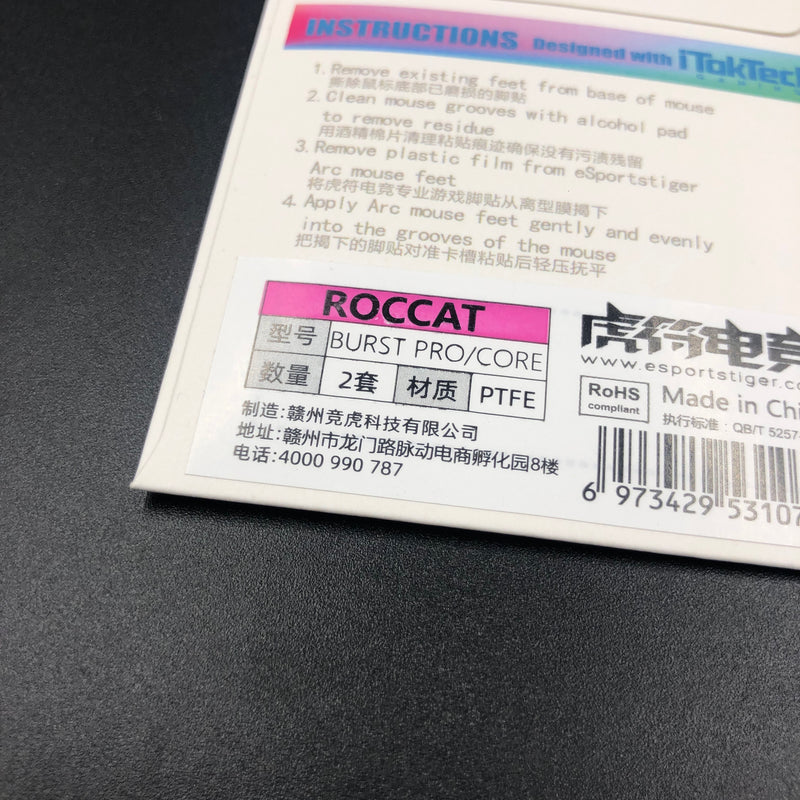 INSTRUCTIONS Designed with iTokTech
1. Remove existing feet from base of mouse
撕除鼠标底部已磨损的脚贴
2. Clean mouse grooves with alcohol pad
to remove residue
用酒精棉片清理粘贴痕迹确保没有污渍残留
3. Remove plastic film from eSportstiger
Arc mouse feet
将虎符电竞专业游戏脚贴从离型膜揭下
4. Apply Arc mouse feet gently and evenly
into the grooves of the mouse
把揭下的脚贴对准卡槽粘贴后轻压抚平
ROCCAT
型号 BURST PRO/CORE
数量 2套 材质 PTFE
制造:赣州竞虎科技有限公司
地址:赣州市龙门路脉动电商孵化园8楼
电话:4000 990 787
虎符电竞
www.esportstiger.co
RoHS
compliant
Made in Chi
执行标准：QB/T 5257
6 973429 53107